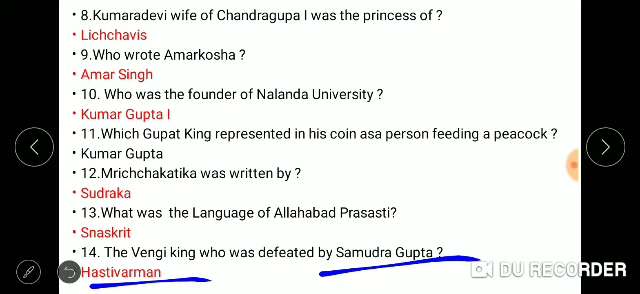 • 8.Kumaradevi wife of Chandragupa I was the princess of ?
• Lichchavis
• 9.Who wrote Amarkosha ?
• Amar Singh
• 10. Who was the founder of Nalanda University ?
• Kumar Gupta I
• 11.Which Gupat King represented in his coin asa person feeding a peacock ?
• Kumar Gupta
• 12.Mrichchakatika was written by ?
• Sudraka
• 13.What was the Language of Allahabad Prasasti?
• Snaskrit
• 14. The Vengi king who was defeated by Samudra Gupta ?
Hastivarman
DU RECORDER